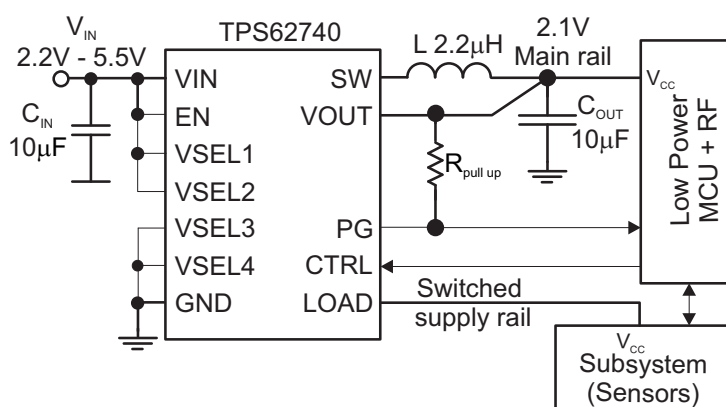 V_IN
2.2V - 5.5V
C_IN
10μF
TPS62740
VIN
EN
VSEL1
VSEL2
VSEL3
VSEL4
GND
SW
VOUT
PG
CTRL
LOAD
L 2.2μH
2.1V
Main rail
C_OUT
10μF
R_pull up
Switched
supply rail
V_CC
Low Power
MCU + RF
V_CC
Subsystem
(Sensors)